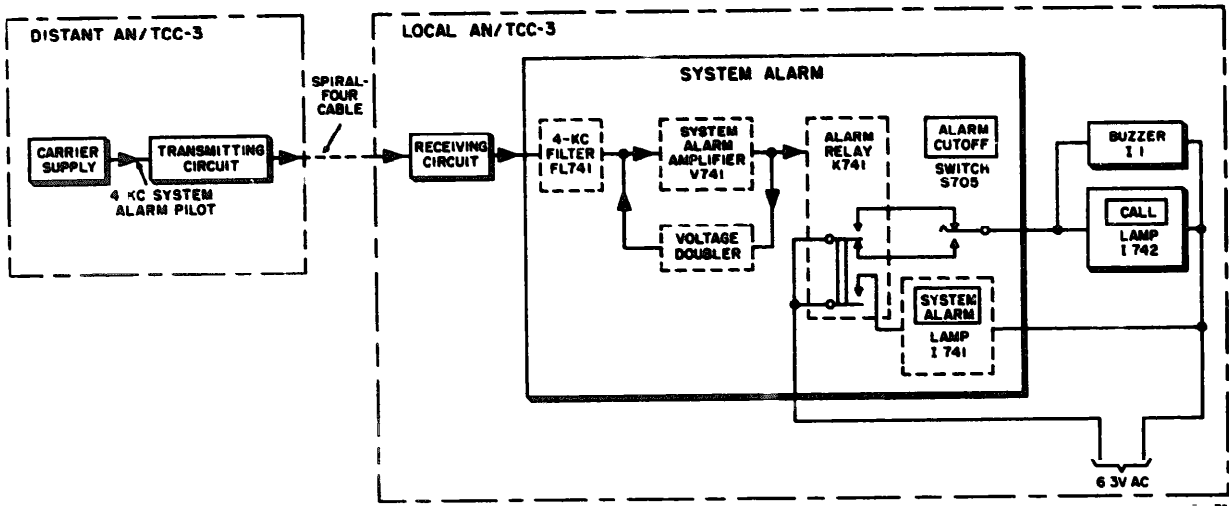 DISTANT AN/TCC-3
CARRIER
SUPPLY
TRANSMITTING
CIRCUIT
4 KC SYSTEM
ALARM PILOT
SPIRAL-
FOUR
CABLE
LOCAL AN/TCC-3
RECEIVING
CIRCUIT
SYSTEM ALARM
4-KC
FILTER
FL741
SYSTEM
ALARM
AMPLIFIER
V741
VOLTAGE
DOUBLER
ALARM
RELAY
K741
ALARM
CUTOFF
SWITCH
S705
SYSTEM
ALARM
LAMP
I 741
BUZZER
I 1
CALL
LAMP
I 742
6 3V AC